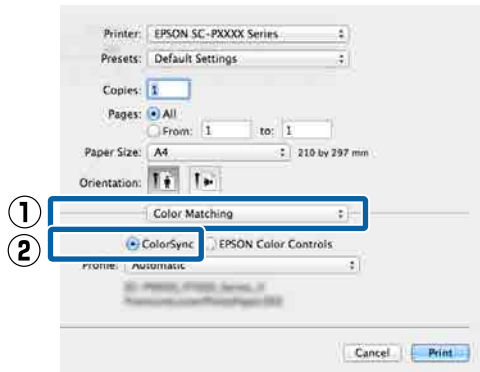 Printer: EPSON SC-PXXXX Series
Presets: Default Settings
Copies: 1
Pages: All
From: 1 to: 1
Paper Size: A4 210 by 297 mm
Orientation:
① Color Matching
② ColorSync EPSON Color Controls
Profile: Automatic
Cancel Print